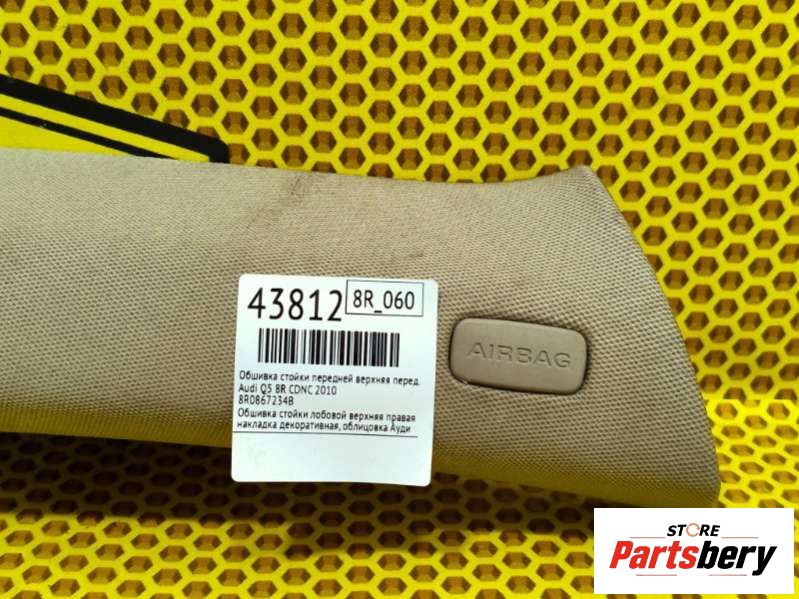 43812
8R_060
Обшивка стойки передней верхняя перед.
Audi Q5 8R CDNC 2010
8R0867234B
Обшивка стойки лобовой верхняя правая
накладка декоративная, облицовка Ауди
AIRBAG
STORE
Partsbery